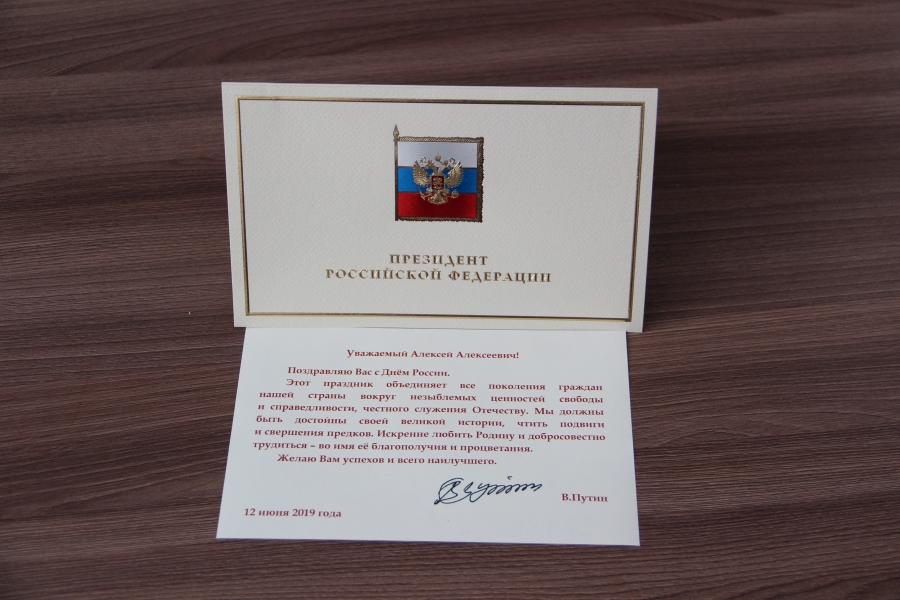 ПРЕЗИДЕНТ
РОССИЙСКОЙ ФЕДЕРАЦИИ
Уважаемый Алексей Алексеевич!
Поздравляю Вас с Днём России.
Этот праздник объединяет все поколения граждан
нашей страны вокруг незыблемых ценностей свободы
и справедливости, честного служения Отечеству. Мы должны
быть достойны своей великой истории, чтить подвиги
и свершения предков. Искренне любить Родину и добросовестно
трудиться – во имя её благополучия и процветания.
Желаю Вам успехов и всего наилучшего.
В.Путин
12 июня 2019 года